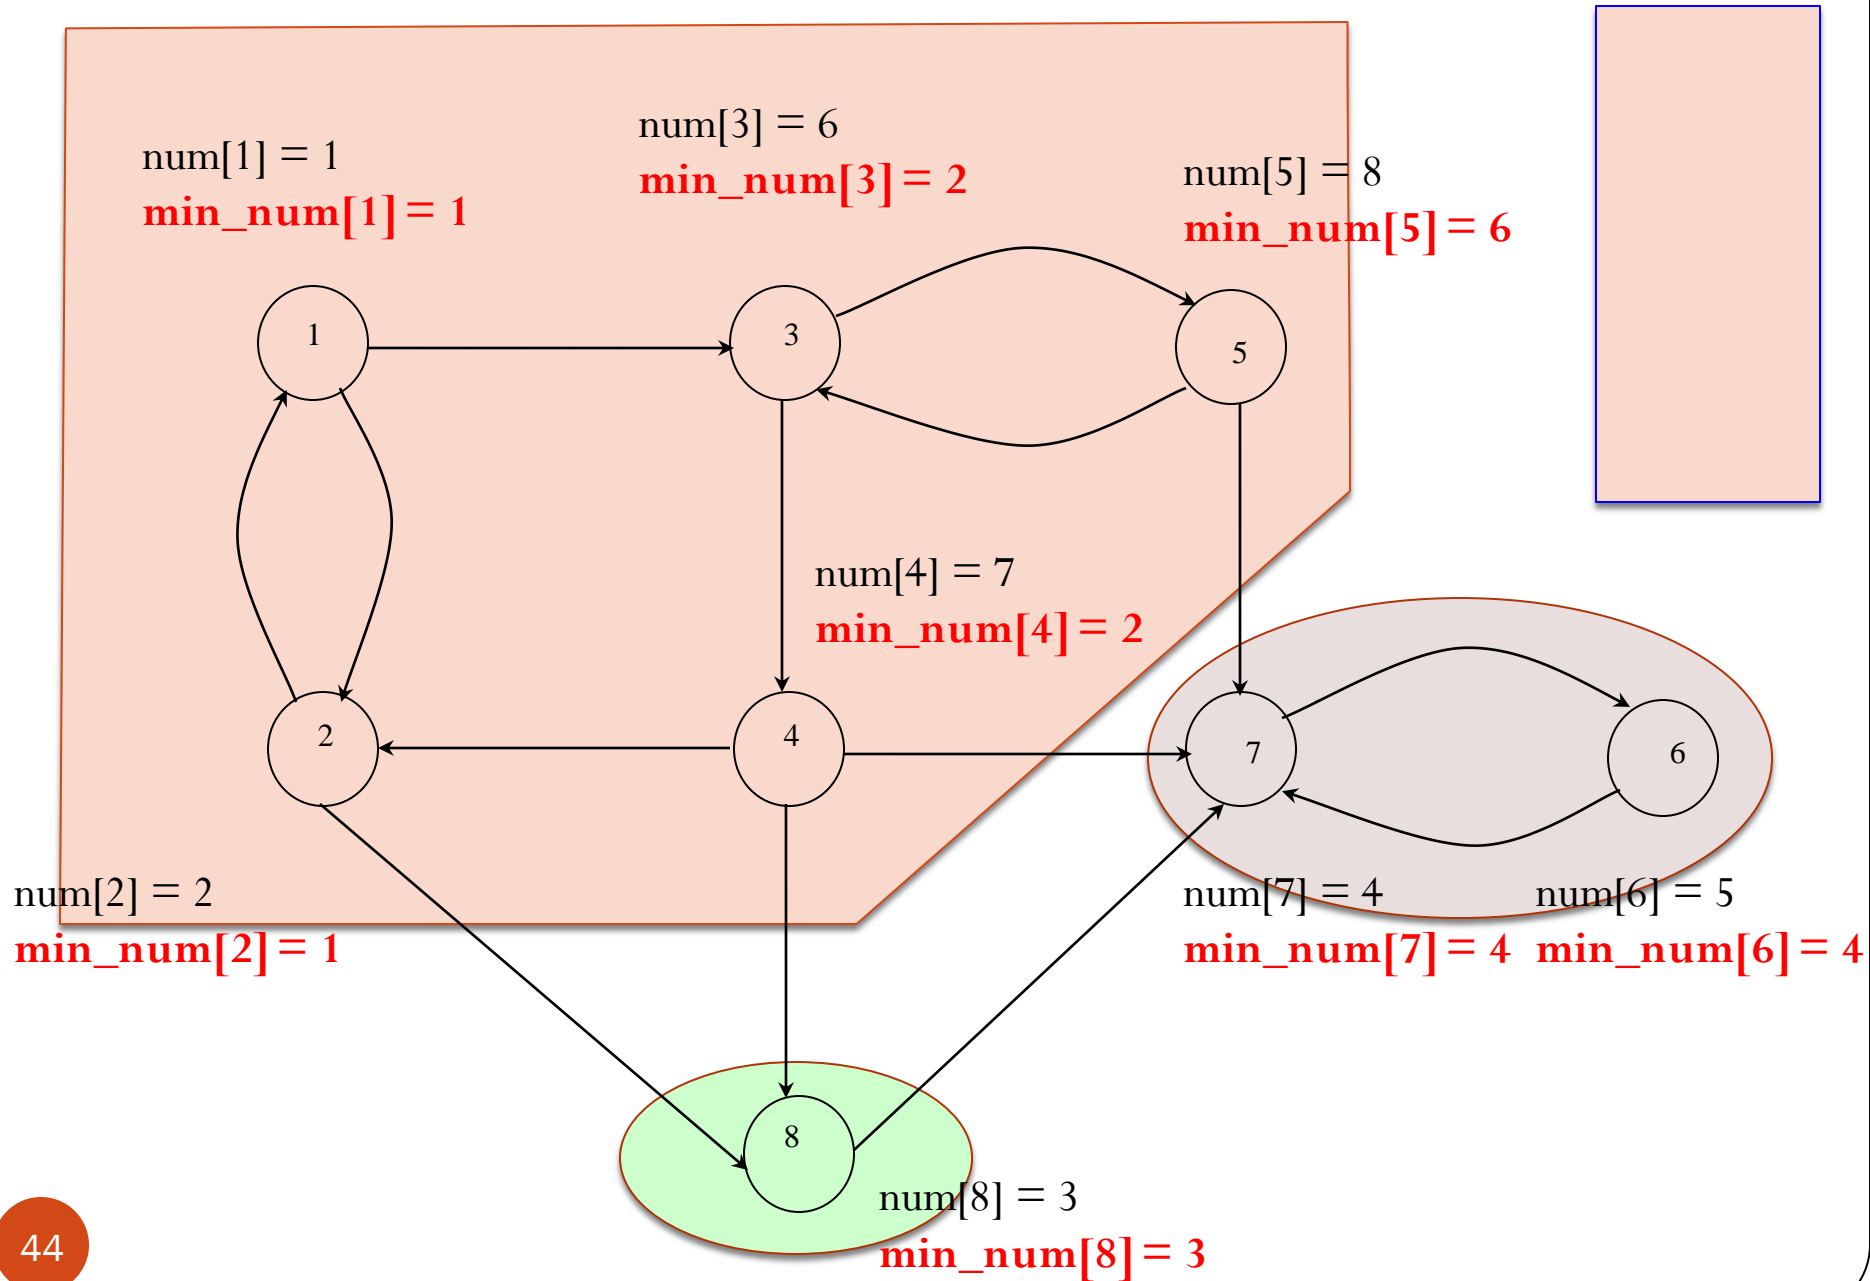 num[1] = 1
min_num[1] = 1
num[3] = 6
min_num[3] = 2
num[5] = 8
min_num[5] = 6
1
3
5
num[4] = 7
min_num[4] = 2
2
4
7
6
num[2] = 2
min_num[2] = 1
num[7] = 4
min_num[7] = 4
num[6] = 5
min_num[6] = 4
8
num[8] = 3
min_num[8] = 3
44